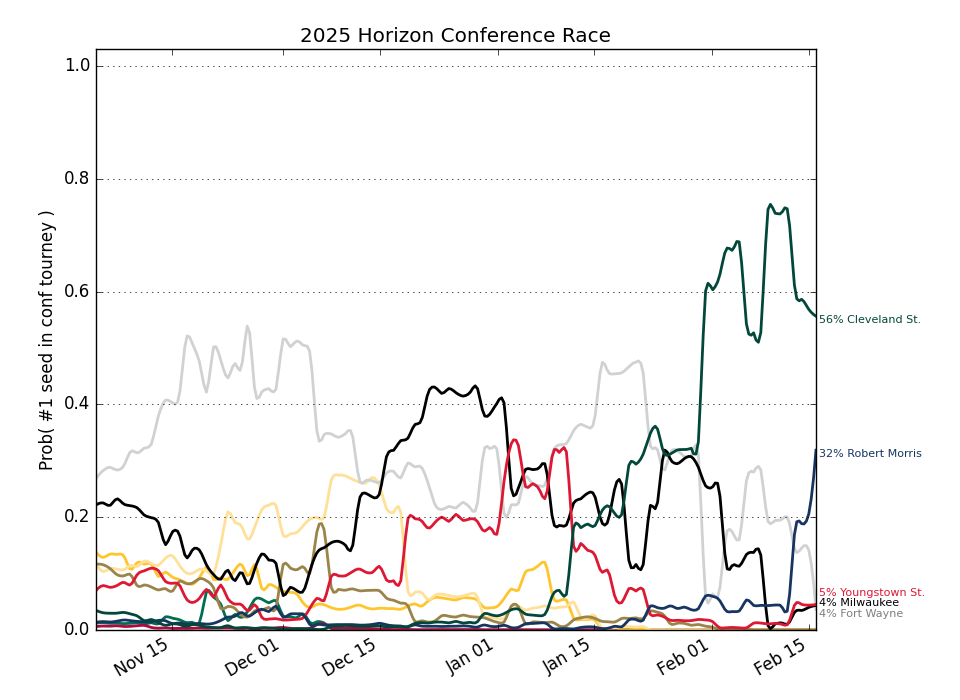 2025 Horizon Conference Race
Prob( #1 seed in conf tourney )
1.0
0.8
0.6
0.4
0.2
0.0
Nov 15
Dec 01
Dec 15
Jan 01
Jan 15
Feb 01
Feb 15
56% Cleveland St.
32% Robert Morris
5% Youngstown St.
4% Milwaukee
4% Fort Wayne